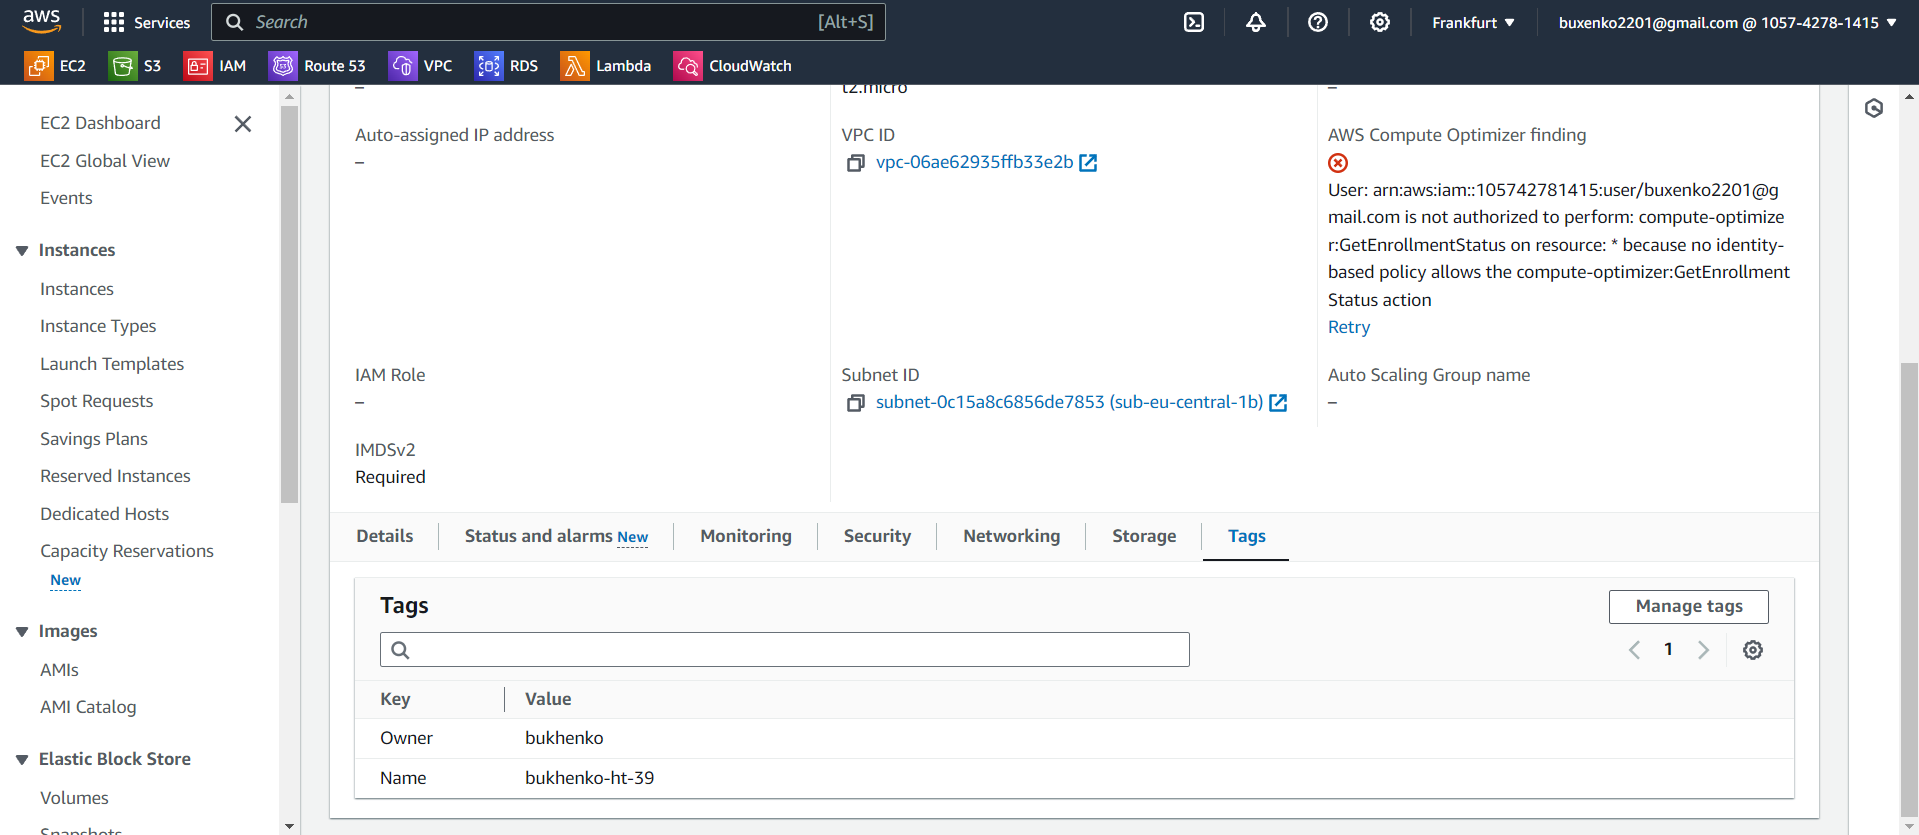 aws
Services
Search
[Alt+S]
Frankfurt
buxenko2201@gmail.com @ 1057-4278-1415
EC2
S3
IAM
Route 53
VPC
RDS
Lambda
CloudWatch
EC2 Dashboard
EC2 Global View
Events
Instances
Instances
Instance Types
Launch Templates
Spot Requests
Savings Plans
Reserved Instances
Dedicated Hosts
Capacity Reservations
New
Images
AMIs
AMI Catalog
Elastic Block Store
Volumes
Snapshots
–
t2.micro
–
Auto-assigned IP address
–
VPC ID
vpc-06ae62935ffb33e2b
AWS Compute Optimizer finding
User: arn:aws:iam::105742781415:user/buxenko2201@g
mail.com is not authorized to perform: compute-optimize
r:GetEnrollmentStatus on resource: * because no identity-
based policy allows the compute-optimizer:GetEnrollment
Status action
Retry
IAM Role
–
Subnet ID
subnet-0c15a8c6856de7853 (sub-eu-central-1b)
Auto Scaling Group name
–
IMDSv2
Required
Details
Status and alarms New
Monitoring
Security
Networking
Storage
Tags
Tags
Manage tags
1
Key
Value
Owner
bukhenko
Name
bukhenko-ht-39